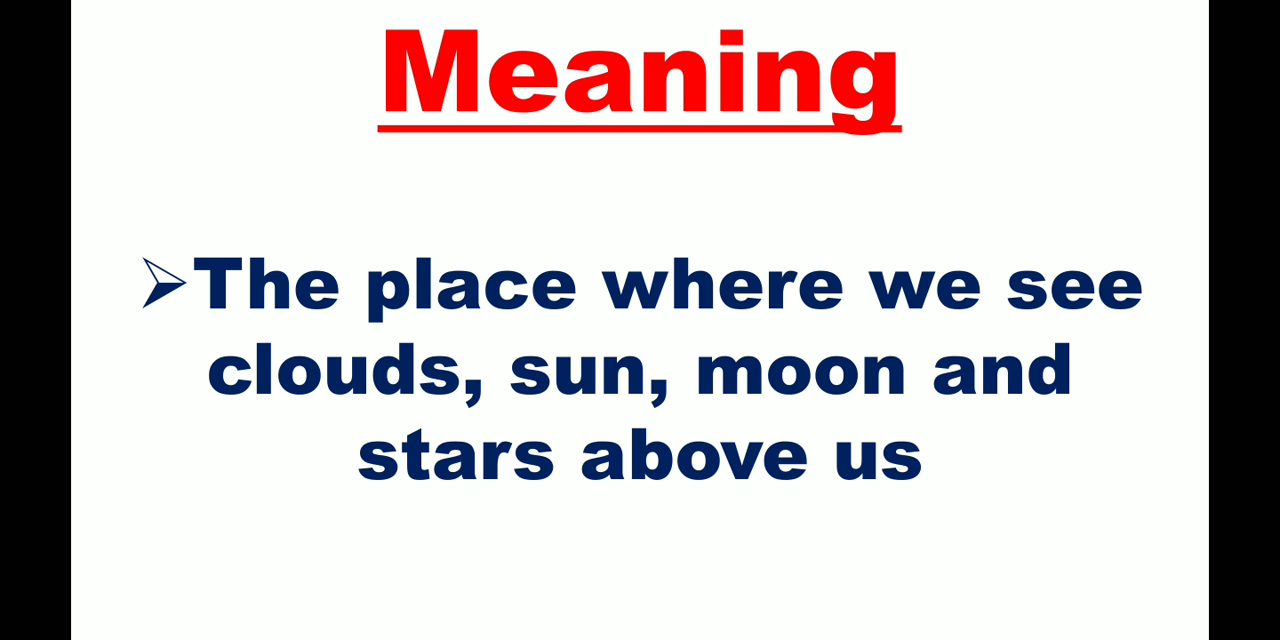 Meaning
➢The place where we see
clouds, sun, moon and
stars above us